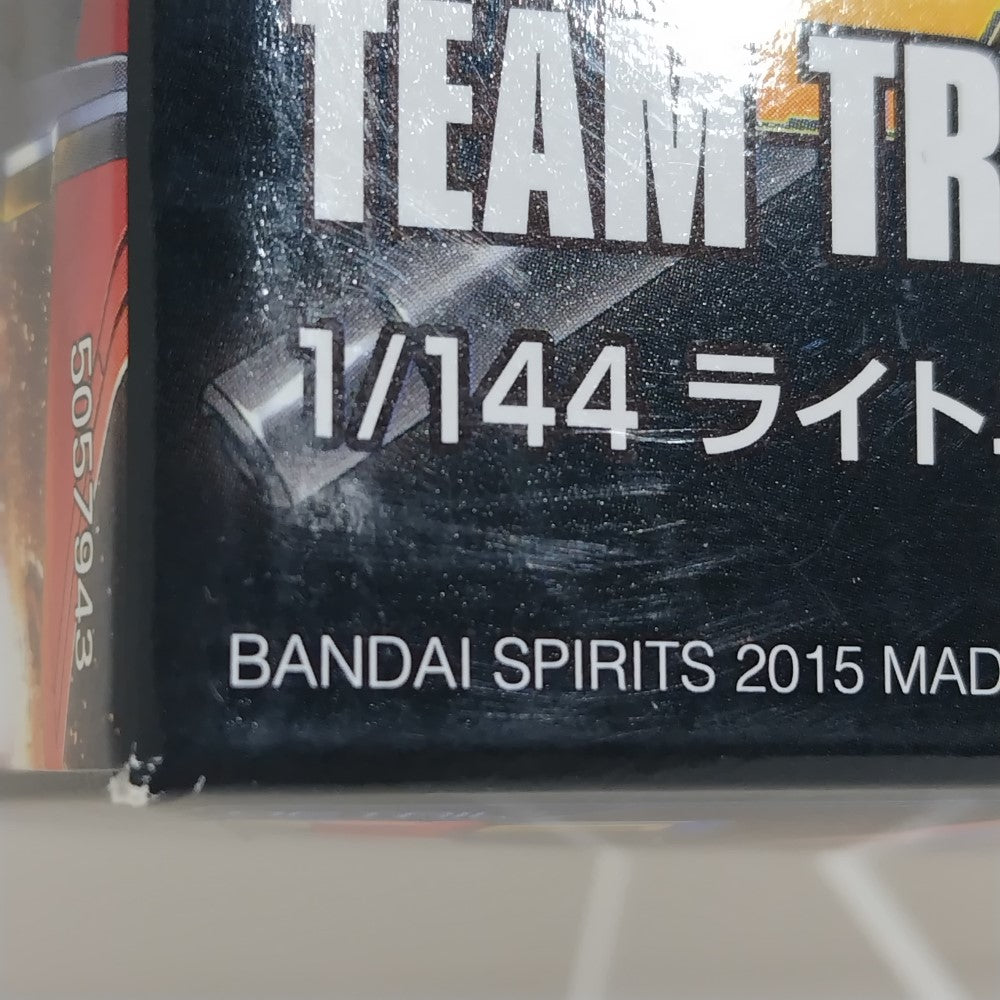 TEAM TR
1/144 ライト
BANDAI SPIRITS 2015 MAD
5057943